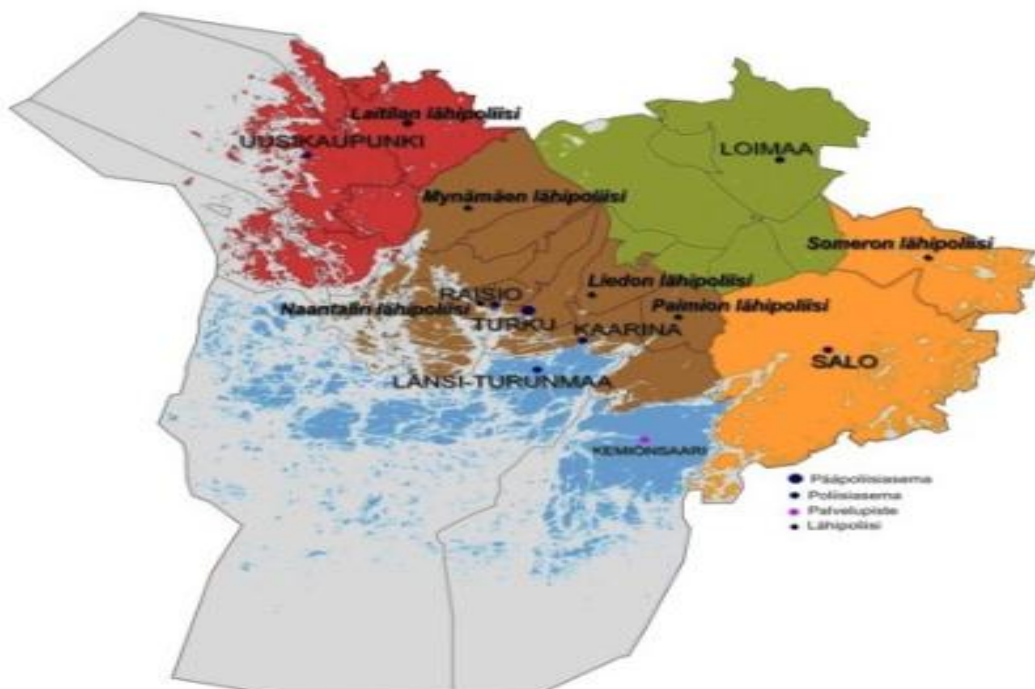 Laitilan lähipoliisi
UUSIKAUPUNKI
LOIMAA
Mynämäen lähipoliisi
Someron lähipoliisi
Liedon lähipoliisi
RAISIO
Naantalin lähipoliisi
Paimion lähipoliisi
TURKU
KAARINA
SALO
LÄNSI-TURUNMAA
KEMIÖNSAARI
Pääpoliisiasema
Poliisiasema
Palvelupiste
Lähipoliisi